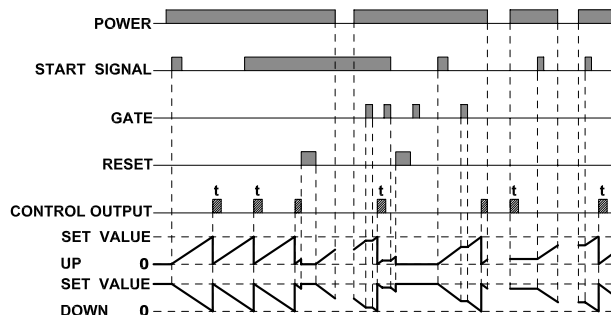 POWER
START SIGNAL
GATE
RESET
t t t t t
CONTROL OUTPUT
SET VALUE
UP 0
SET VALUE
DOWN 0